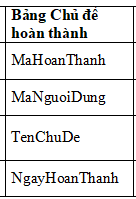 Bảng Chủ đề
hoàn thành
MaHoanThanh
MaNguoiDung
TenChuDe
NgayHoanThanh